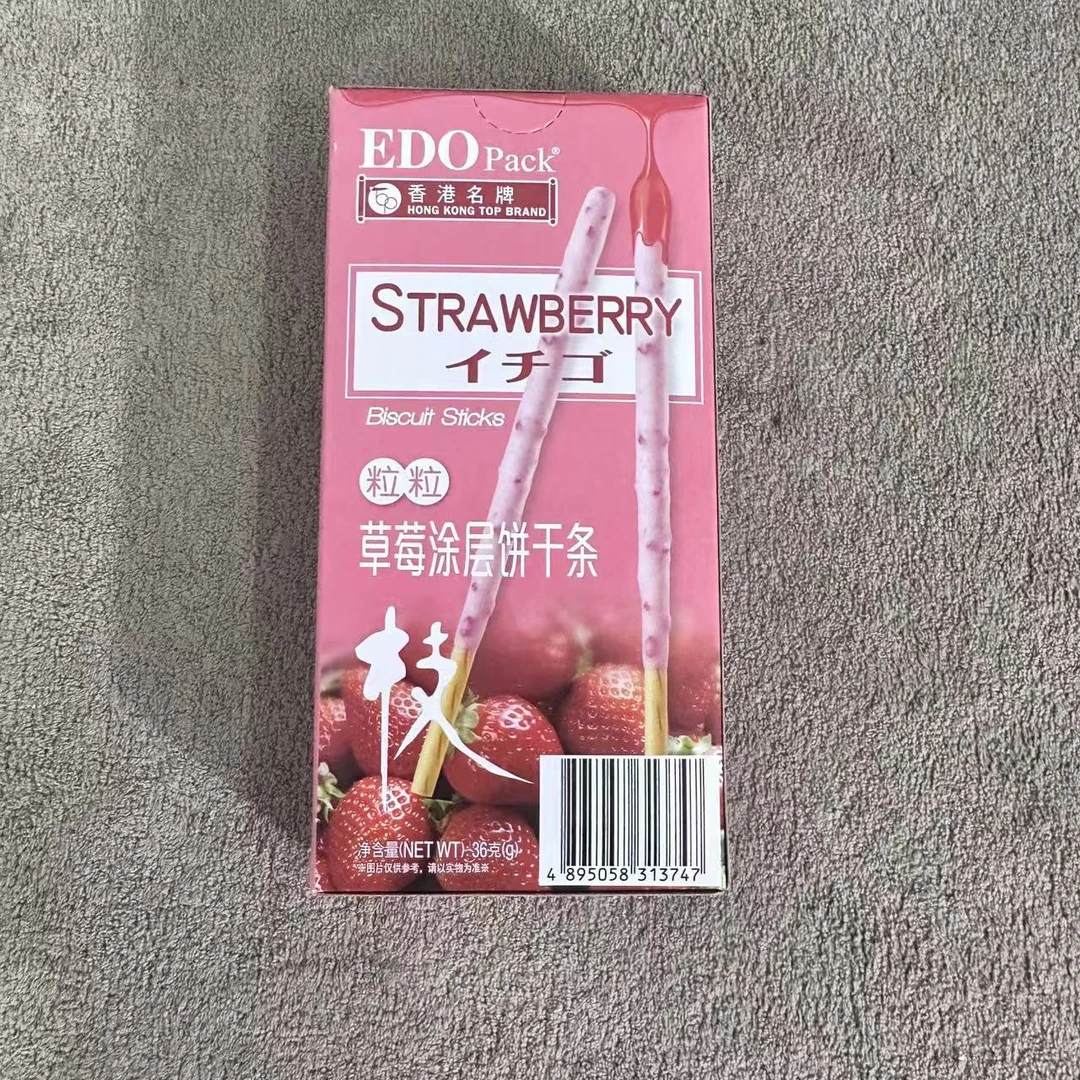 EDO Pack®
香港名牌
HONG KONG TOP BRAND
STRAWBERRY
イチゴ
Biscuit Sticks
粒粒
草莓涂层饼干条
枝
净含量(NET WT):36克(g)
※图片仅供参考，请以实物为准※
4 895058 313747